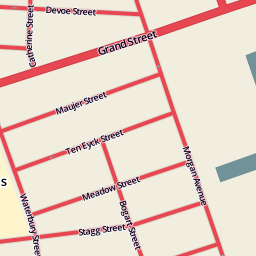 Devoe Street
Catherine Street
Grand Street
Maujer Street
Ten Eyck Street
Morgan Avenue
s
Meadow Street
Waterbury Street
Bogart Street
Stagg Street